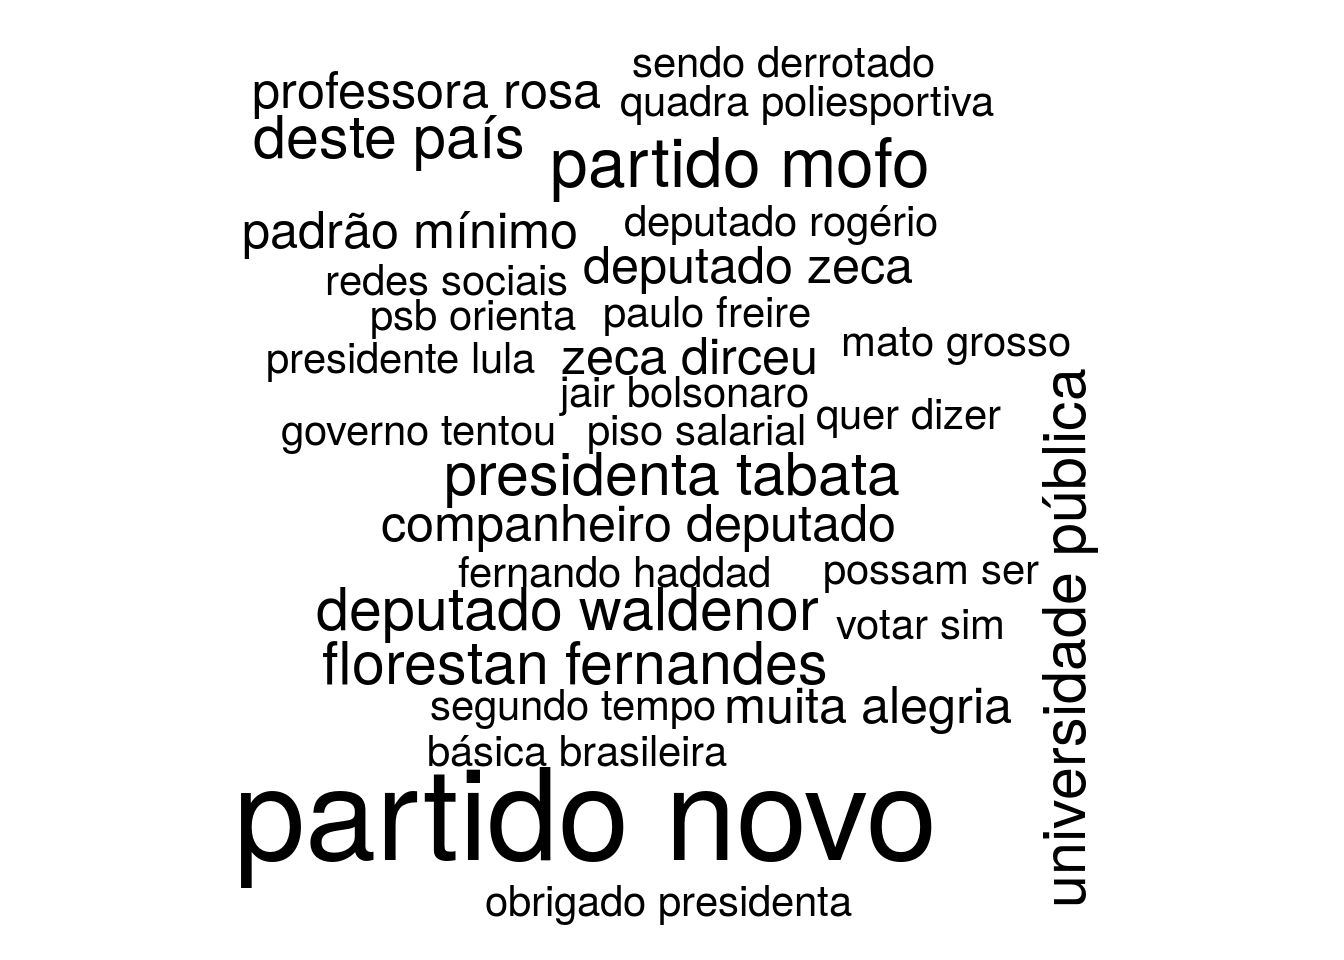 sendo derrotado
professora rosa
quadra poliesportiva
deste país
partido mofo
padrão mínimo
deputado rogério
deputado zeca
redes sociais
psb orienta
paulo freire
mato grosso
presidente lula
zeca dirceu
jair bolsonaro
quer dizer
governo tentou
piso salarial
presidenta tabata
companheiro deputado
fernando haddad
possam ser
deputado waldenor
votar sim
florestan fernandes
universidade pública
segundo tempo
muita alegria
básica brasileira
partido novo
obrigado presidenta